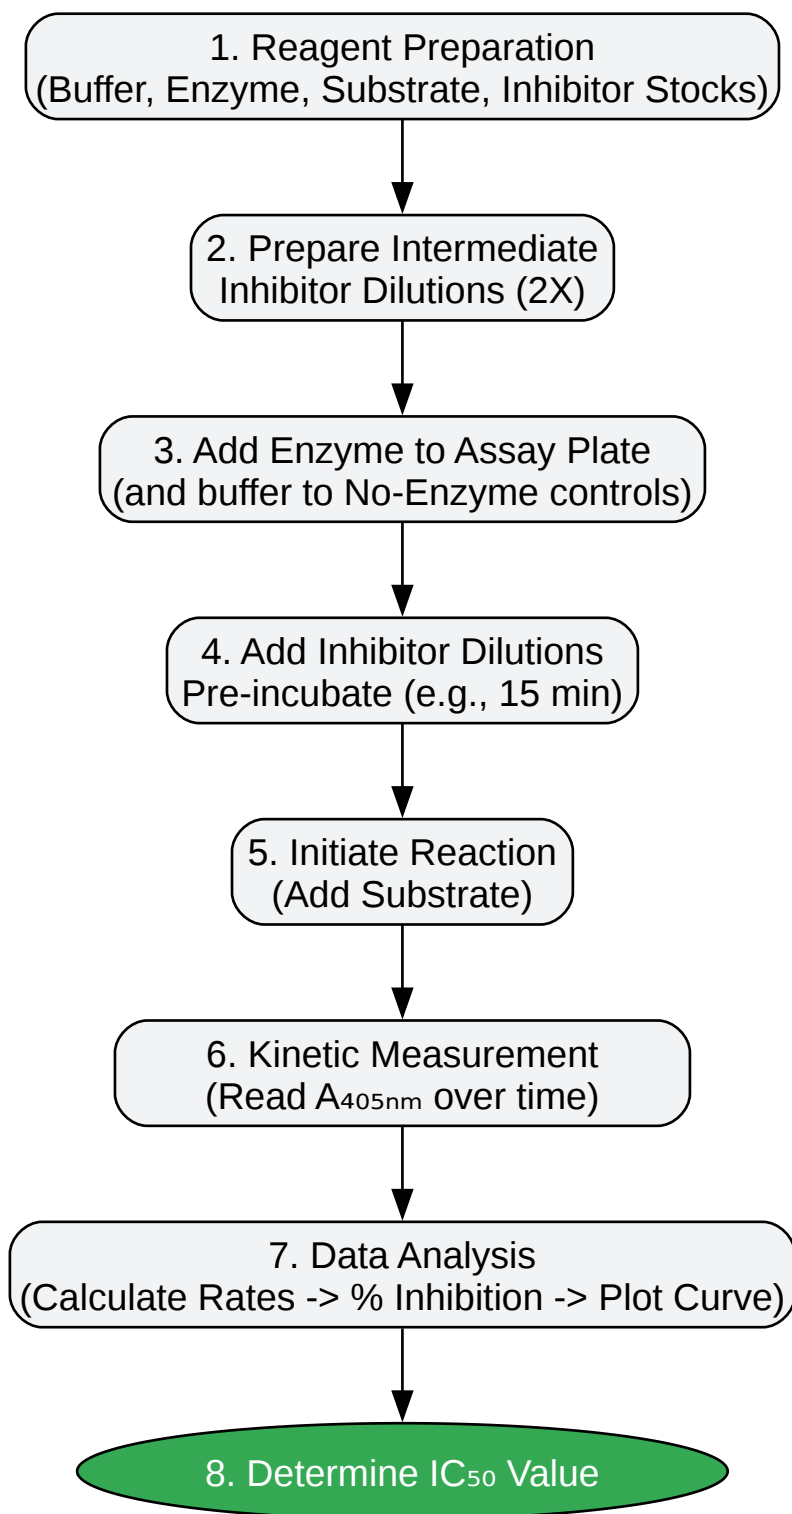 1. Reagent Preparation
(Buffer, Enzyme, Substrate, Inhibitor Stocks)
2. Prepare Intermediate
Inhibitor Dilutions (2X)
3. Add Enzyme to Assay Plate
(and buffer to No-Enzyme controls)
4. Add Inhibitor Dilutions
Pre-incubate (e.g., 15 min)
5. Initiate Reaction
(Add Substrate)
6. Kinetic Measurement
(Read A₄₀₅ₙₘ over time)
7. Data Analysis
(Calculate Rates -> % Inhibition -> Plot Curve)
8. Determine IC₅₀ Value